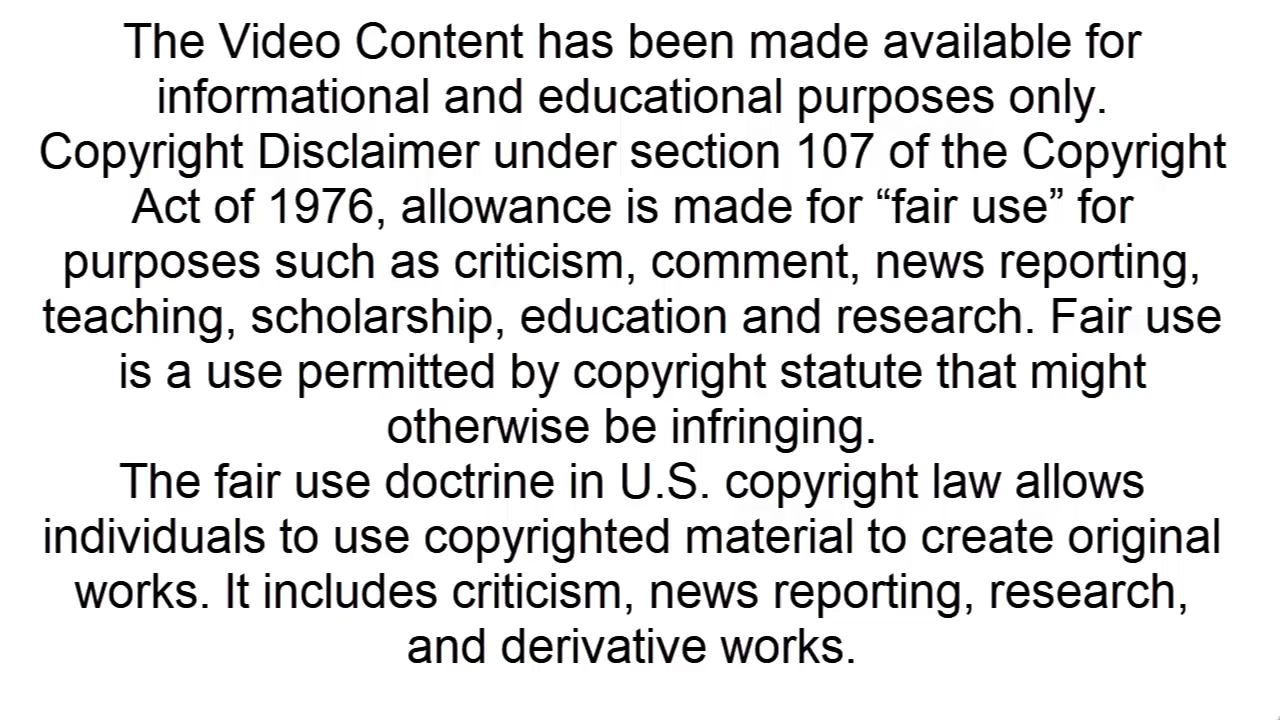 The Video Content has been made available for
informational and educational purposes only.
Copyright Disclaimer under section 107 of the Copyright
Act of 1976, allowance is made for “fair use” for
purposes such as criticism, comment, news reporting,
teaching, scholarship, education and research. Fair use
is a use permitted by copyright statute that might
otherwise be infringing.
The fair use doctrine in U.S. copyright law allows
individuals to use copyrighted material to create original
works. It includes criticism, news reporting, research,
and derivative works.